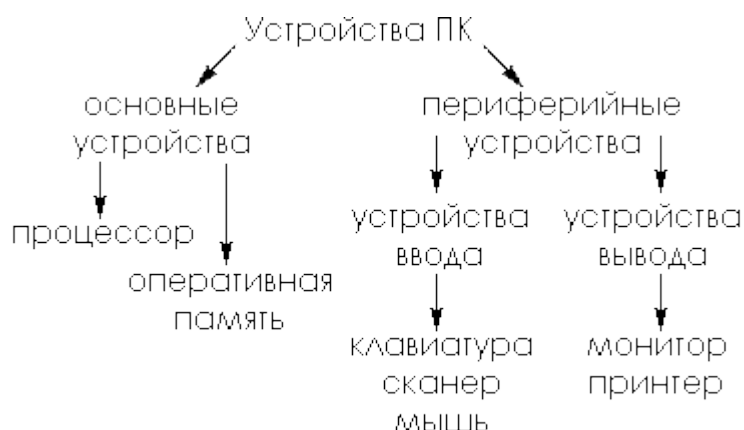 Устройства ПК
основные
устройства
процессор
оперативная
память
периферийные
устройства
устройства
ввода
клавиатура
сканер
мышь
устройства
вывода
монитор
принтер